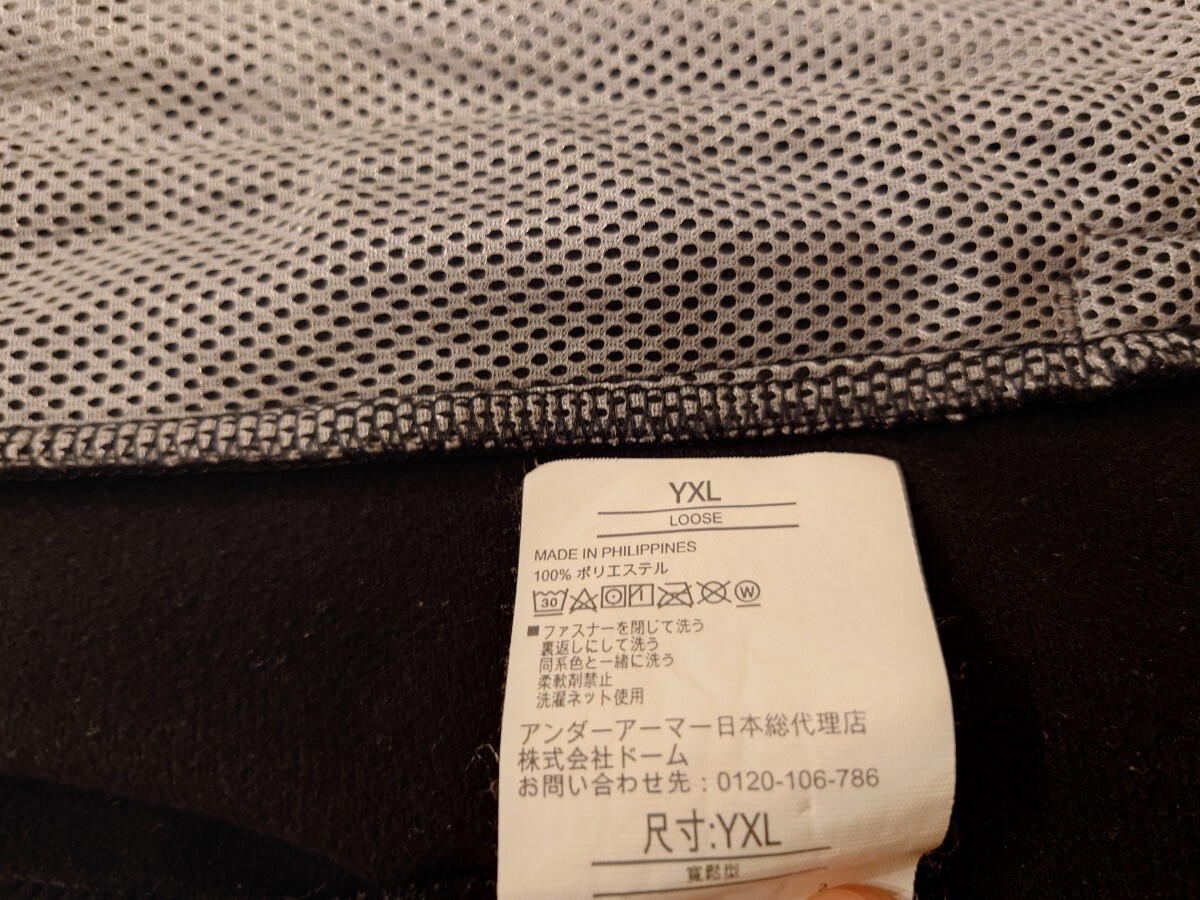 YXL
LOOSE
MADE IN PHILIPPINES
100% ポリエステル
30 W
■ファスナーを閉じて洗う
裏返しにして洗う
同系色と一緒に洗う
柔軟剤禁止
洗濯ネット使用
アンダーアーマー日本総代理店
株式会社ドーム
お問い合わせ先：0120-106-786
尺寸:YXL
寬鬆型
2